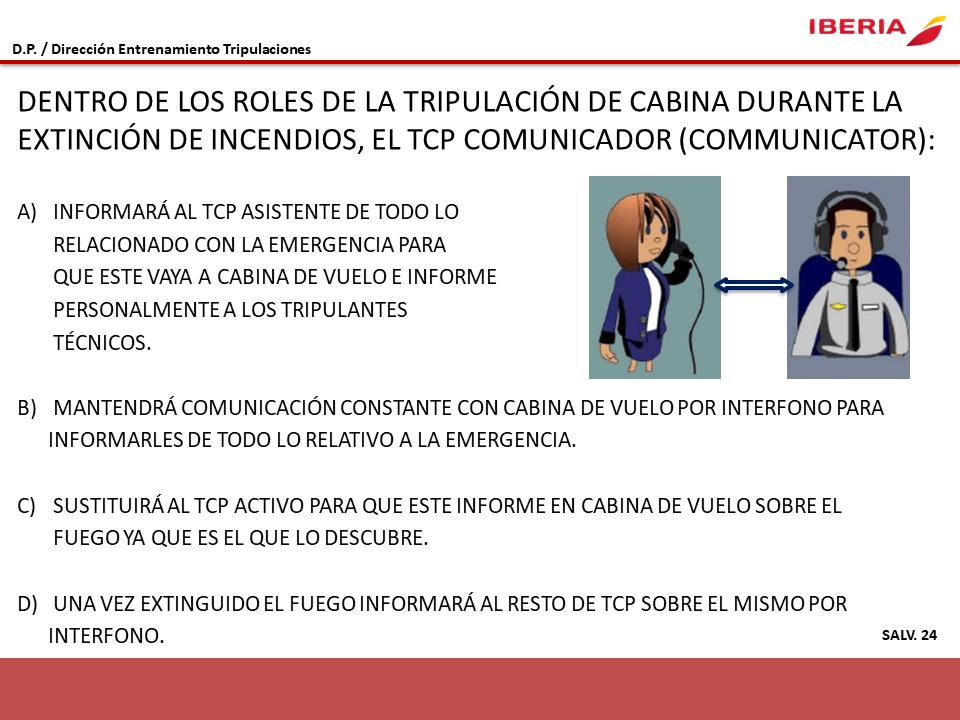 IBERIA
D.P. / Dirección Entrenamiento Tripulaciones
DENTRO DE LOS ROLES DE LA TRIPULACIÓN DE CABINA DURANTE LA
EXTINCIÓN DE INCENDIOS, EL TCP COMUNICADOR (COMMUNICATOR):
A) INFORMARÁ AL TCP ASISTENTE DE TODO LO
RELACIONADO CON LA EMERGENCIA PARA
QUE ESTE VAYA A CABINA DE VUELO E INFORME
PERSONALMENTE A LOS TRIPULANTES
TÉCNICOS.
B) MANTENDRÁ COMUNICACIÓN CONSTANTE CON CABINA DE VUELO POR INTERFONO PARA
INFORMARLES DE TODO LO RELATIVO A LA EMERGENCIA.
C) SUSTITUIRÁ AL TCP ACTIVO PARA QUE ESTE INFORME EN CABINA DE VUELO SOBRE EL
FUEGO YA QUE ES EL QUE LO DESCUBRE.
D) UNA VEZ EXTINGUIDO EL FUEGO INFORMARÁ AL RESTO DE TCP SOBRE EL MISMO POR
INTERFONO.
SALV. 24